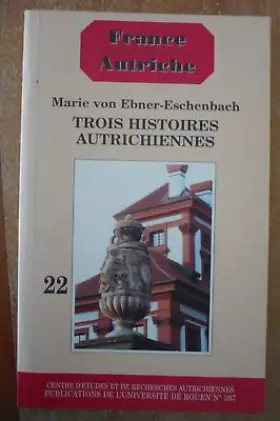 France
Autriche
Marie von Ebner-Eschenbach
TROIS HISTOIRES
AUTRICHIENNES
22
CENTRE D'ETUDES ET DE RECHERCHES AUTRICHIENNES
PUBLICATIONS DE L'UNIVERSITE DE ROUEN N°